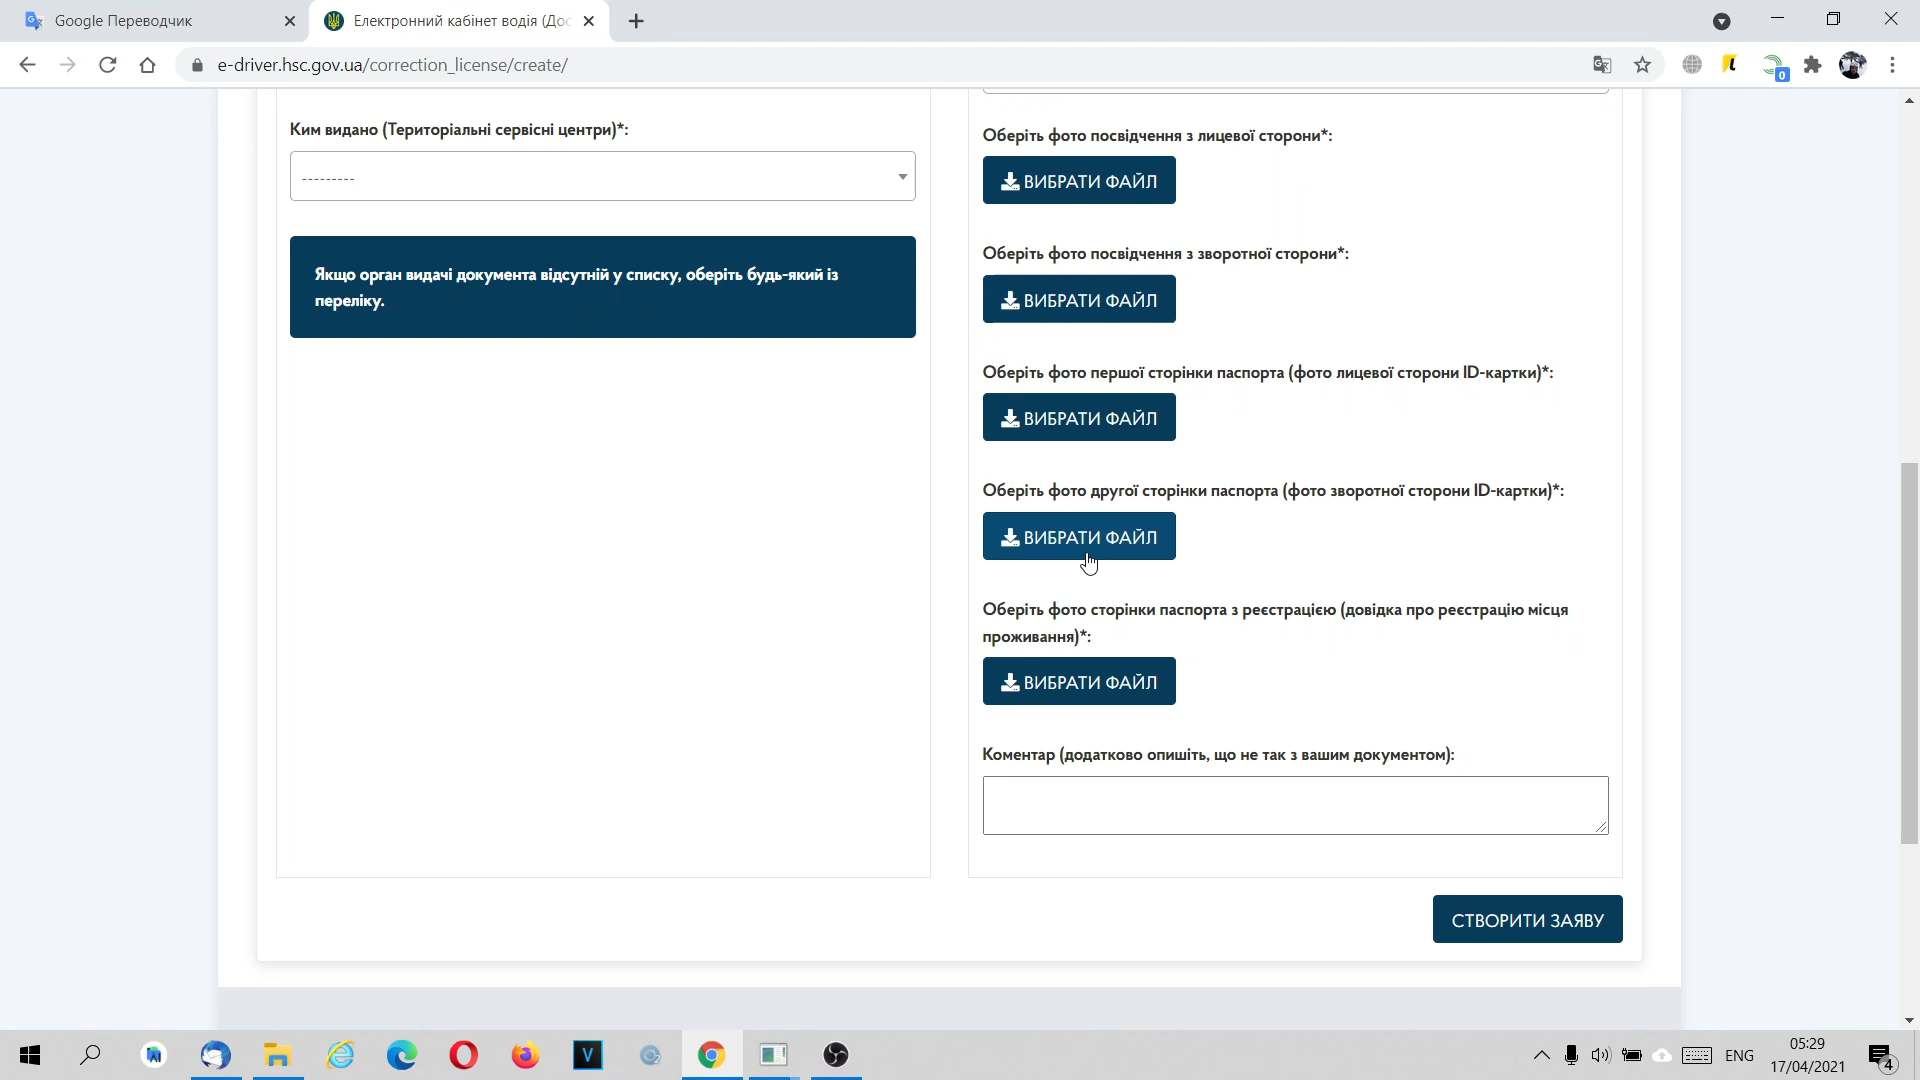 Google Переводчик
Електронний кабінет водія (Дос
e-driver.hsc.gov.ua/correction_license/create/
0
Ким видано (Територіальні сервісні центри)*:
---------
Якщо орган видачі документа відсутній у списку, оберіть будь-який із
переліку.
Оберіть фото посвідчення з лицевої сторони*:
ВИБРАТИ ФАЙЛ
Оберіть фото посвідчення з зворотної сторони*:
ВИБРАТИ ФАЙЛ
Оберіть фото першої сторінки паспорта (фото лицевої сторони ID-картки)*:
ВИБРАТИ ФАЙЛ
Оберіть фото другої сторінки паспорта (фото зворотної сторони ID-картки)*:
ВИБРАТИ ФАЙЛ
Оберіть фото сторінки паспорта з реєстрацією (довідка про реєстрацію місця
проживання)*:
ВИБРАТИ ФАЙЛ
Коментар (додатково опишіть, що не так з вашим документом):
СТВОРИТИ ЗАЯВУ
ENG
05:29
17/04/2021
4